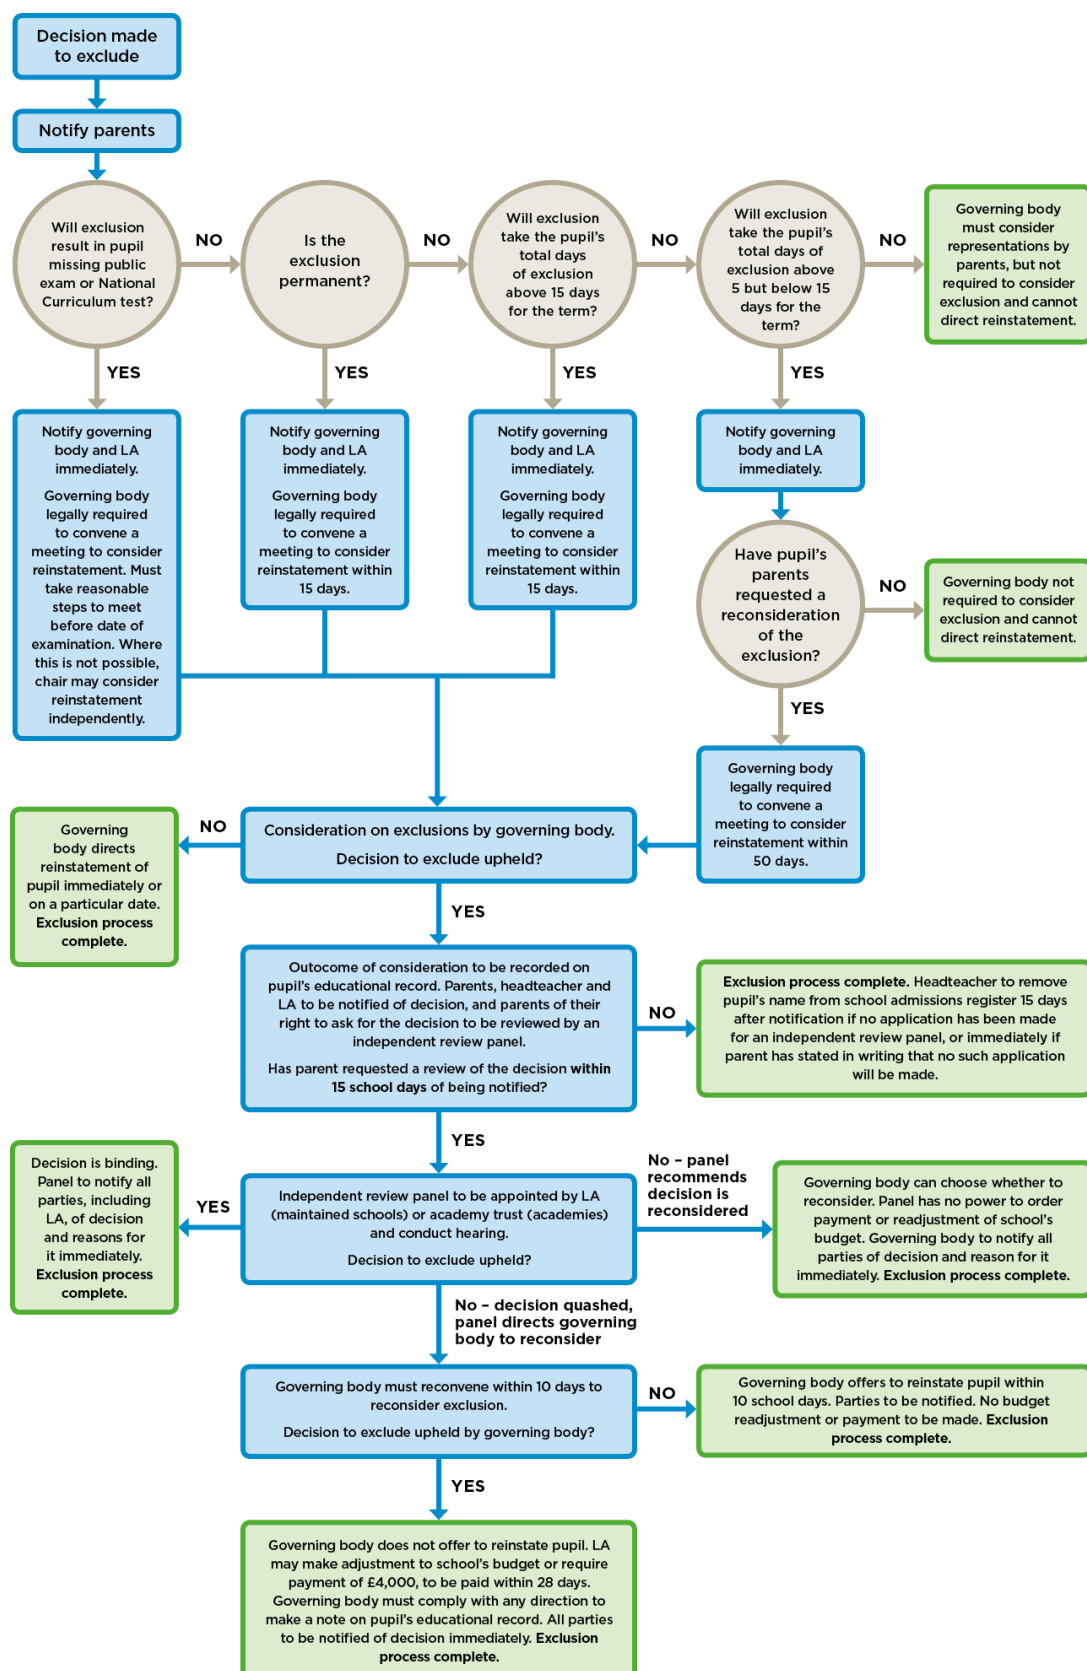 Decision made
to exclude
Notify parents
Will exclusion
result in pupil
missing public
exam or National
Curriculum test?
NO
Is the
exclusion
permanent?
NO
Will exclusion
take the pupil's
total days
of exclusion
above 15 days
for the term?
NO
Will exclusion
take the pupil's
total days of
exclusion above
5 but below 15
days for the
term?
NO
Governing body
must consider
representations by
parents, but not
required to consider
exclusion and cannot
direct reinstatement.
YES
YES
YES
YES
Notify governing
body and LA
immediately.
Governing body
legally required
to convene a
meeting to consider
reinstatement. Must
take reasonable
steps to meet
before date of
examination. Where
this is not possible,
chair may consider
reinstatement
independently.
Notify governing
body and LA
immediately.
Governing body
legally required
to convene a
meeting to consider
reinstatement within
15 days.
Notify governing
body and LA
immediately.
Governing body
legally required
to convene a
meeting to consider
reinstatement within
15 days.
Notify governing
body and LA
immediately.
Have pupil's
parents
requested a
reconsideration
of the
exclusion?
NO
Governing body not
required to consider
exclusion and cannot
direct reinstatement.
YES
Governing body
legally required
to convene a
meeting to consider
reinstatement within
50 days.
Consideration on exclusions by governing body.
Decision to exclude upheld?
NO
Governing
body directs
reinstatement of
pupil immediately or
on a particular date.
Exclusion process
complete.
YES
Outocome of consideration to be recorded on
pupil's educational record. Parents, headteacher and
LA to be notified of decision, and parents of their
right to ask for the decision to be reviewed by an
independent review panel.
Has parent requested a review of the decision within
15 school days of being notified?
NO
Exclusion process complete. Headteacher to remove
pupil's name from school admissions register 15 days
after notification if no application has been made
for an independent review panel, or immediately if
parent has stated in writing that no such application
will be made.
YES
Independent review panel to be appointed by LA
(maintained schools) or academy trust (academies)
and conduct hearing.
Decision to exclude upheld?
YES
Decision is binding.
Panel to notify all
parties, including
LA, of decision
and reasons for
it immediately.
Exclusion process
complete.
No – panel
recommends
decision is
reconsidered
Governing body can choose whether to
reconsider. Panel has no power to order
payment or readjustment of school's
budget. Governing body to notify all
parties of decision and reason for it
immediately. Exclusion process complete.
No – decision quashed,
panel directs governing
body to reconsider
Governing body must reconvene within 10 days to
reconsider exclusion.
Decision to exclude upheld by governing body?
NO
Governing body offers to reinstate pupil within
10 school days. Parties to be notified. No budget
readjustment or payment to be made. Exclusion
process complete.
YES
Governing body does not offer to reinstate pupil. LA
may make adjustment to school's budget or require
payment of £4,000, to be paid within 28 days.
Governing body must comply with any direction to
make a note on pupil's educational record. All parties
to be notified of decision immediately. Exclusion
process complete.